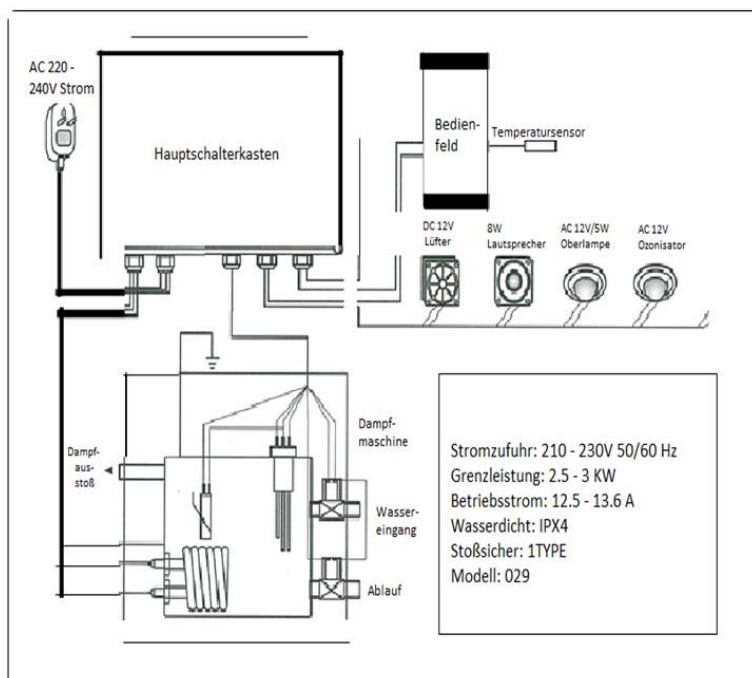 AC 220 -
240V Strom
Hauptschalterkasten
Bedien-
feld
Temperatursensor
DC 12V
Lüfter
8W
Lautsprecher
AC 12V/5W
Oberlampe
AC 12V
Ozonisator
Dampf-
aus-
stoß
Dampf-
maschine
Wasser-
eingang
Ablauf
Stromzufuhr: 210 - 230V 50/60 Hz
Grenzleistung: 2.5 - 3 KW
Betriebsstrom: 12.5 - 13.6 A
Wasserdicht: IPX4
Stoßsicher: 1TYPE
Modell: 029